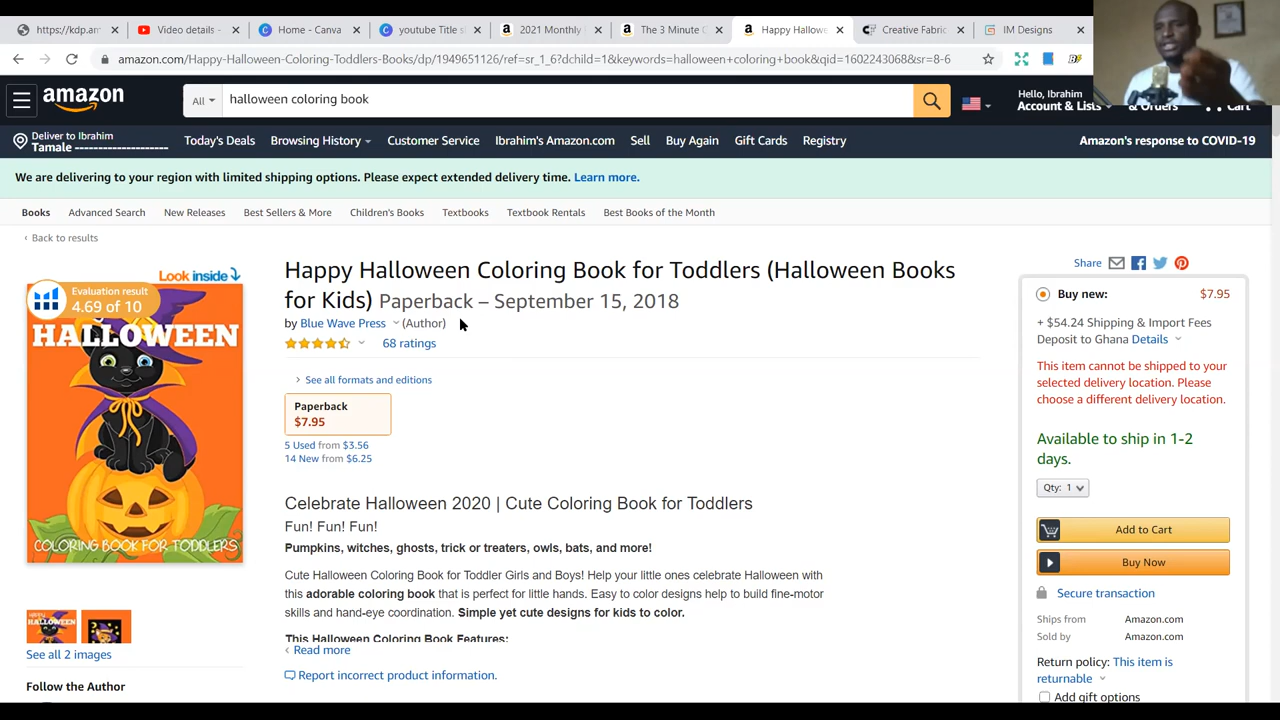 https://kdp.am
Video details -
Home - Canva
youtube Title s
2021 Monthly
The 3 Minute G
Happy Hallowe
Creative Fabric
IM Designs
amazon.com/Happy-Halloween-Coloring-Toddlers-Books/dp/1949651126/ref=sr_1_6?dchild=1&keywords=halloween+coloring+book&qid=1602243068&sr=8-6
amazon
All
halloween coloring book
Hello, Ibrahim
Account & Lists
& Orders
Cart
Deliver to Ibrahim
Tamale --------------------
Today's Deals
Browsing History
Customer Service
Ibrahim's Amazon.com
Sell
Buy Again
Gift Cards
Registry
Amazon's response to COVID-19
We are delivering to your region with limited shipping options. Please expect extended delivery time. Learn more.
Books
Advanced Search
New Releases
Best Sellers & More
Children's Books
Textbooks
Textbook Rentals
Best Books of the Month
‹ Back to results
Look inside
Evaluation result
4.69 of 10
HALLOWEEN
COLORING BOOK FOR TODDLERS
See all 2 images
Follow the Author
Happy Halloween Coloring Book for Toddlers (Halloween Books
for Kids) Paperback – September 15, 2018
by Blue Wave Press (Author)
68 ratings
› See all formats and editions
Paperback
$7.95
5 Used from $3.56
14 New from $6.25
Celebrate Halloween 2020 | Cute Coloring Book for Toddlers
Fun! Fun! Fun!
Pumpkins, witches, ghosts, trick or treaters, owls, bats, and more!
Cute Halloween Coloring Book for Toddler Girls and Boys! Help your little ones celebrate Halloween with
this adorable coloring book that is perfect for little hands. Easy to color designs help to build fine-motor
skills and hand-eye coordination. Simple yet cute designs for kids to color.
This Halloween Coloring Book Features:
‹ Read more
Report incorrect product information.
Share
Buy new:
$7.95
+ $54.24 Shipping & Import Fees
Deposit to Ghana Details
This item cannot be shipped to your
selected delivery location. Please
choose a different delivery location.
Available to ship in 1-2
days.
Qty: 1
Add to Cart
Buy Now
Secure transaction
Ships from Amazon.com
Sold by Amazon.com
Return policy: This item is
returnable
Add gift options